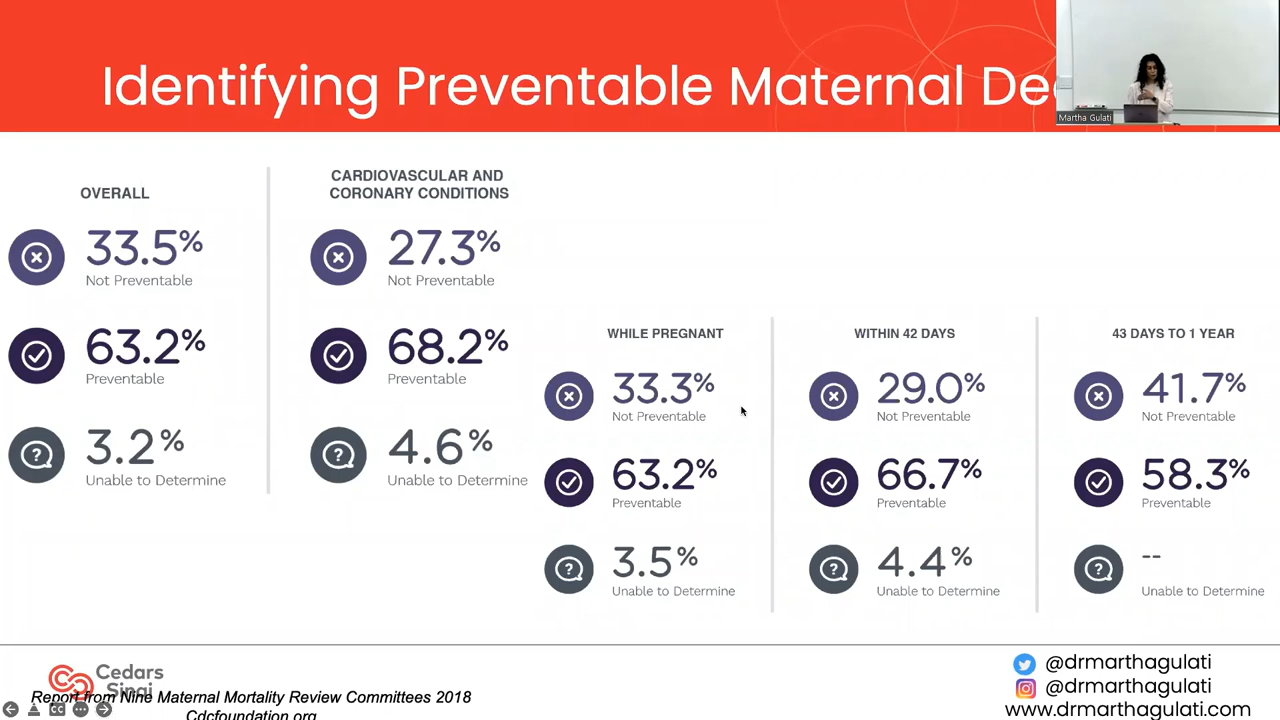 Identifying Preventable Maternal De
Martha Gulati
OVERALL
33.5%
Not Preventable
63.2%
Preventable
3.2%
Unable to Determine
CARDIOVASCULAR AND
CORONARY CONDITIONS
27.3%
Not Preventable
68.2%
Preventable
4.6%
Unable to Determine
WHILE PREGNANT
33.3%
Not Preventable
63.2%
Preventable
3.5%
Unable to Determine
WITHIN 42 DAYS
29.0%
Not Preventable
66.7%
Preventable
4.4%
Unable to Determine
43 DAYS TO 1 YEAR
41.7%
Not Preventable
58.3%
Preventable
--
Unable to Determine
Cedars
Sinai
Report from Nine Maternal Mortality Review Committees 2018
Cdcfoundation.org
@drmarthagulati
@drmarthagulati
www.drmarthagulati.com